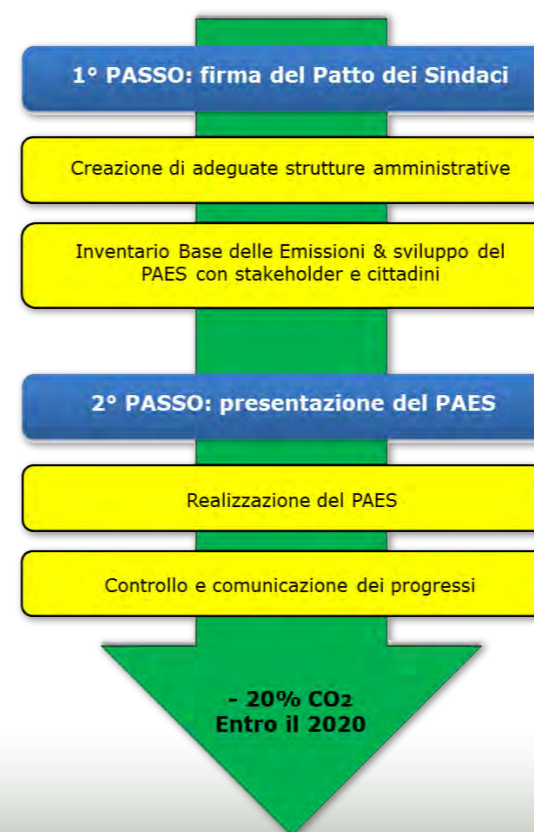 1° PASSO: firma del Patto dei Sindaci
Creazione di adeguate strutture amministrative
Inventario Base delle Emissioni & sviluppo del
PAES con stakeholder e cittadini
2° PASSO: presentazione del PAES
Realizzazione del PAES
Controllo e comunicazione dei progressi
- 20% CO2
Entro il 2020